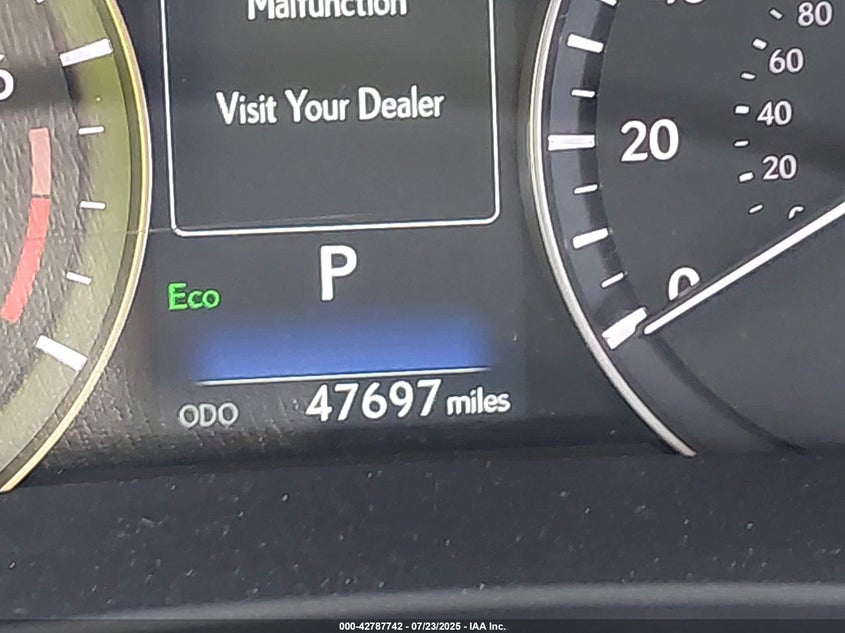 Malfunction
Visit Your Dealer
6
P
Eco
ODO 47697 miles
20
0
80
60
40
20
000-42787742 - 07/23/2025 - IAA Inc.